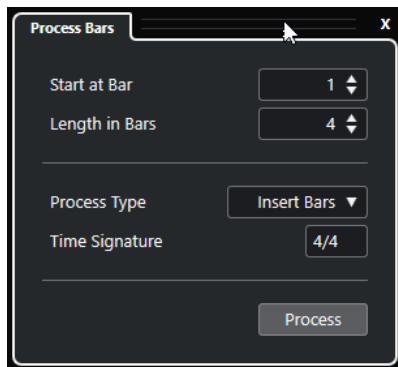 Process Bars x
Start at Bar 1
Length in Bars 4
Process Type Insert Bars
Time Signature 4/4
Process